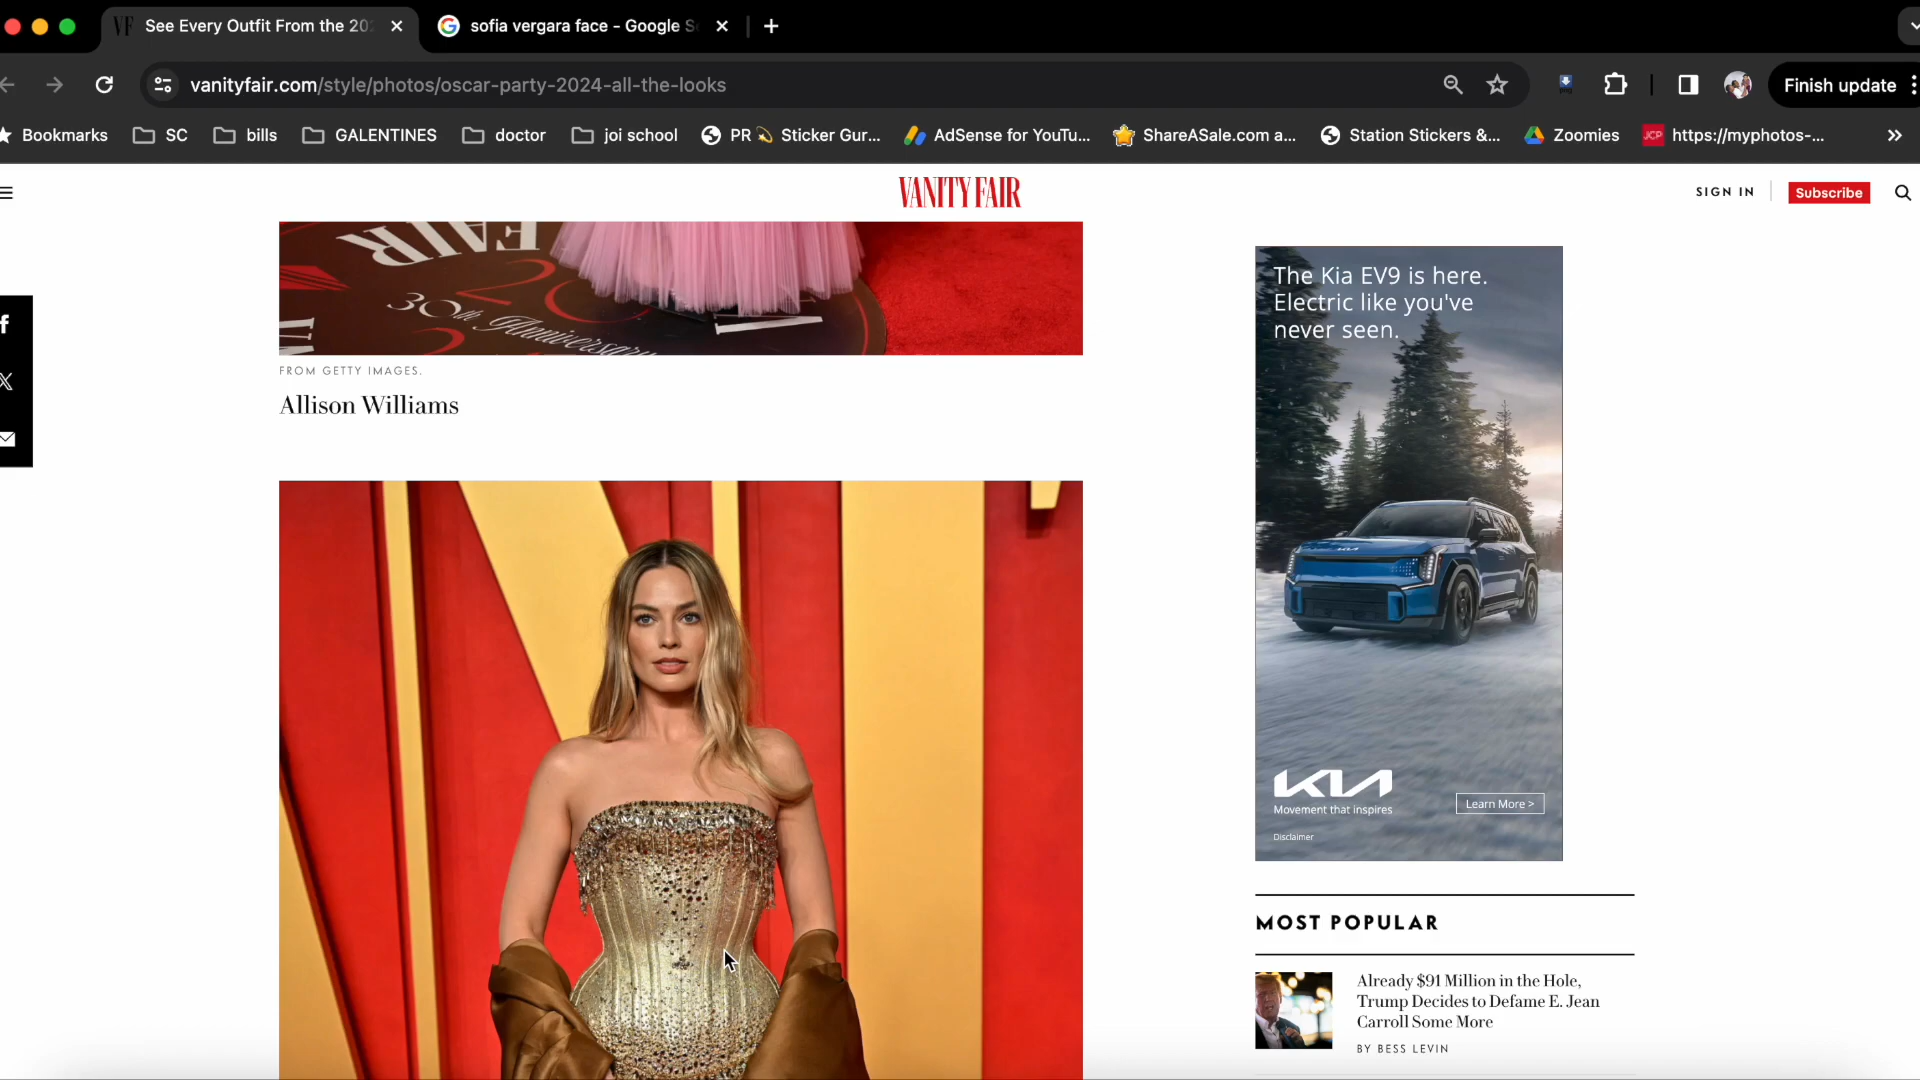 See Every Outfit From the 20
sofia vergara face - Google S
vanityfair.com/style/photos/oscar-party-2024-all-the-looks
Finish update
Bookmarks
SC
bills
GALENTINES
doctor
joi school
PR 💫 Sticker Gur...
AdSense for YouTu...
ShareASale.com a...
Station Stickers &...
Zoomies
JCP
https://myphotos-...
VANITY FAIR
SIGN IN
Subscribe
FAIR
30th Anniversary
FROM GETTY IMAGES.
Allison Williams
The Kia EV9 is here.
Electric like you've
never seen.
KIA
Movement that inspires
Learn More >
Disclaimer
MOST POPULAR
Already $91 Million in the Hole,
Trump Decides to Defame E. Jean
Carroll Some More
BY BESS LEVIN